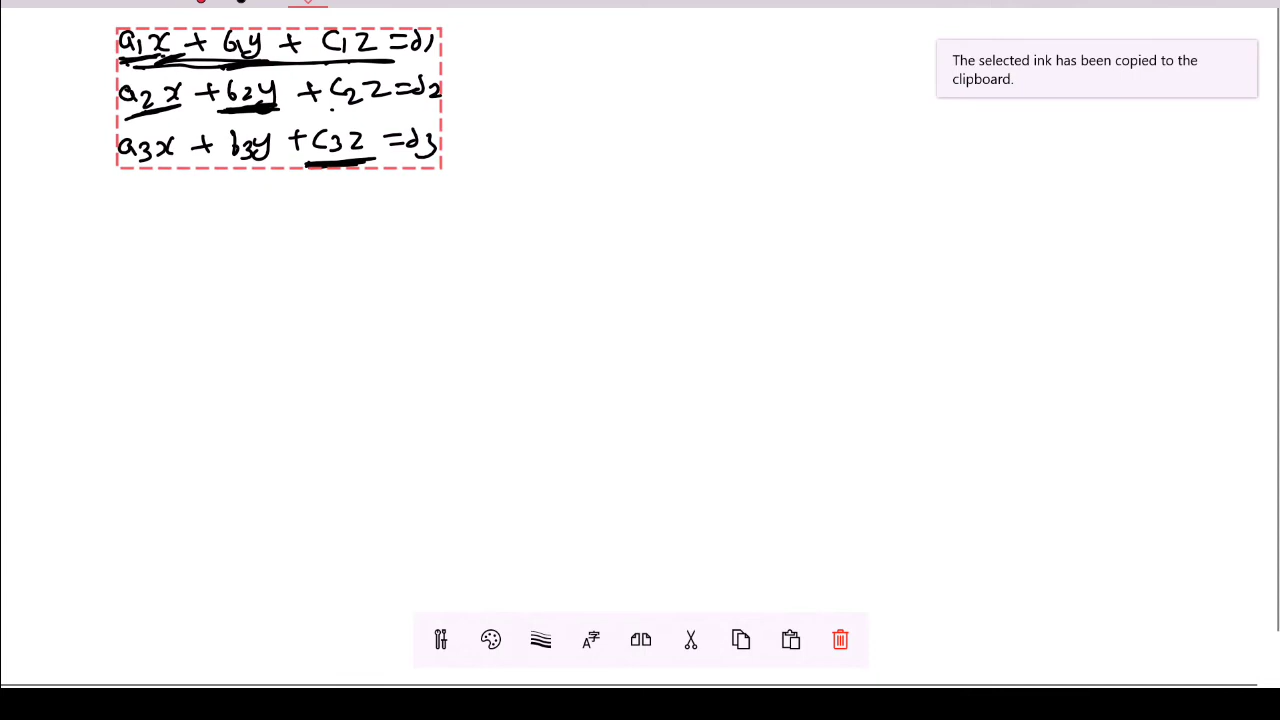 a1x + b1y + c1z = d1
a2x + b2y + c2z = d2
a3x + b3y + c3z = d3
The selected ink has been copied to the
clipboard.